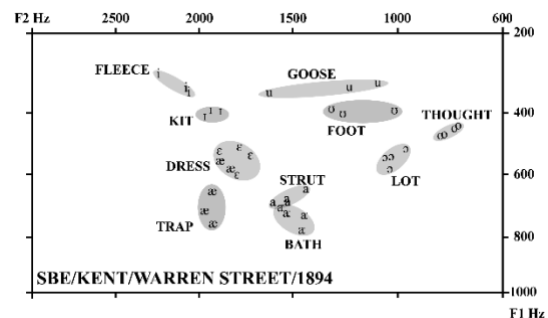 F2 Hz 2500 2000 1500 1000 600
200
FLEECE
i
i
i
GOOSE
u u u
400
KIT
ɪ ɪ ɪ
FOOT
ʊ ʊ ʊ
THOUGHT
DRESS
ɛ ɛ ɛ
æ
æ
ɛ
600
LOT
STRUT
TRAP
æ
æ
æ
BATH
800
SBE/KENT/WARREN STREET/1894
1000
F1 Hz